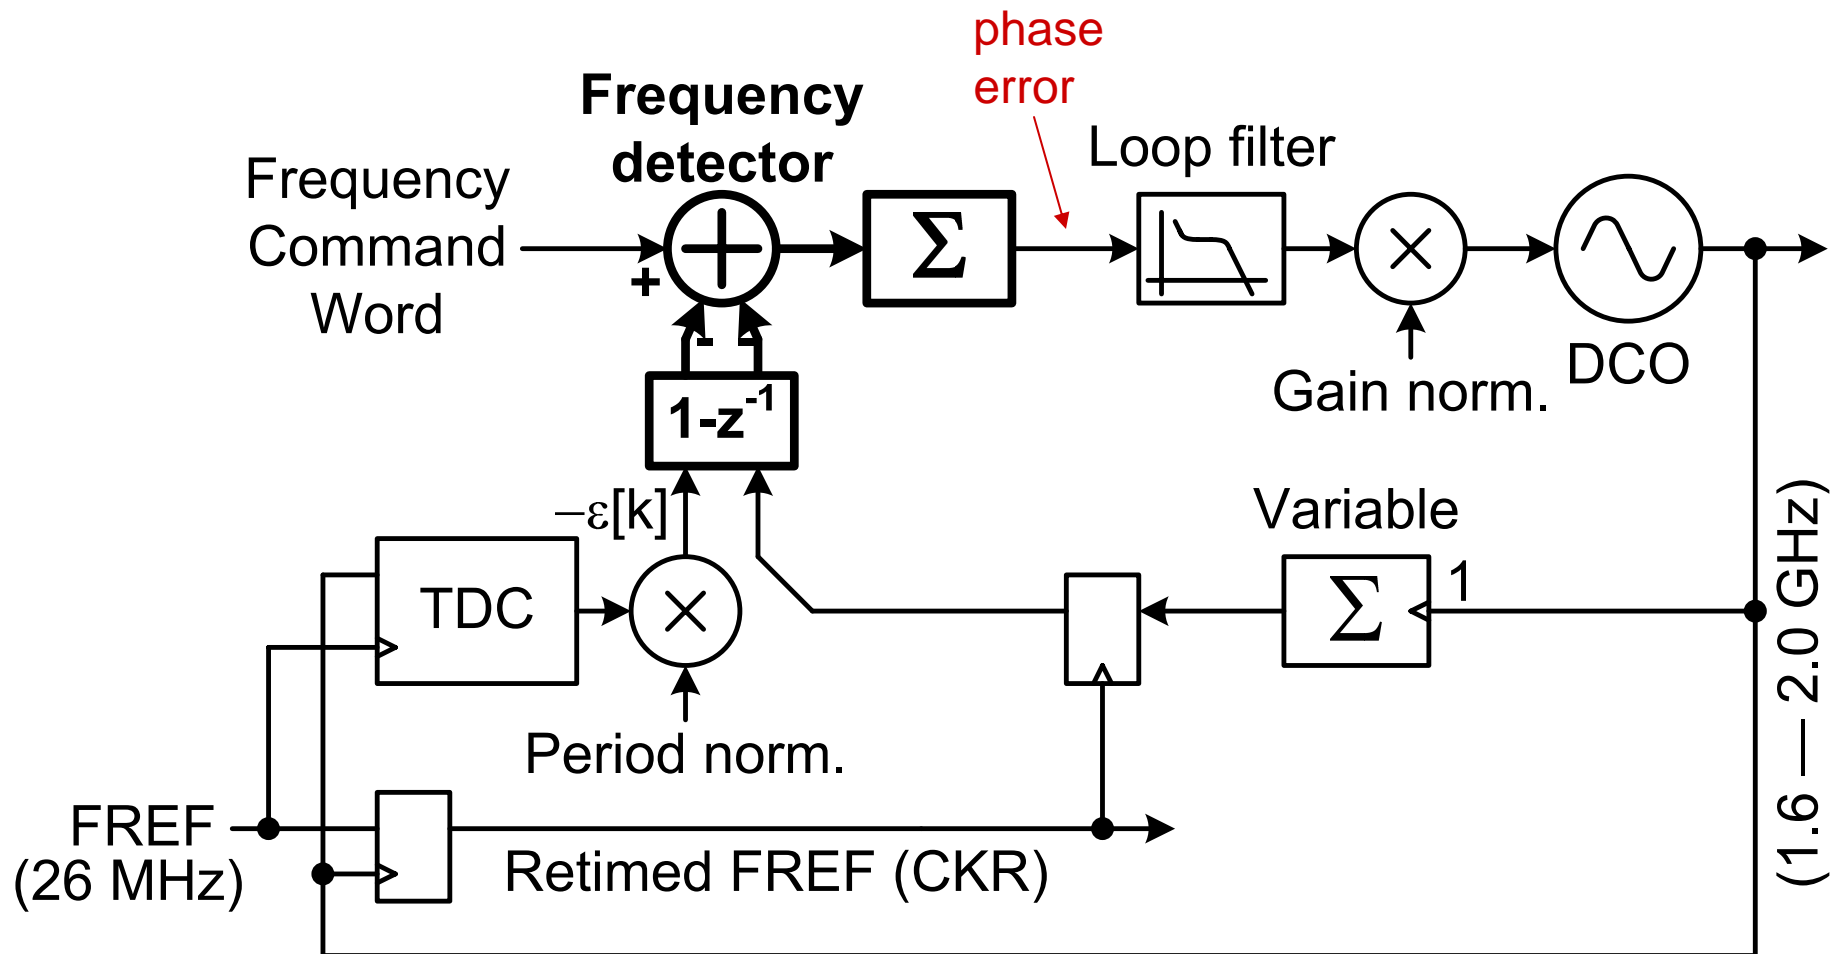 phase
error
Frequency
detector
Loop filter
Frequency
Command
Word
+
Σ
- -
DCO
Gain norm.
1-z⁻¹
−ε[k]
Variable
TDC
Σ
1
Period norm.
FREF
(26 MHz)
Retimed FREF (CKR)
(1.6 — 2.0 GHz)